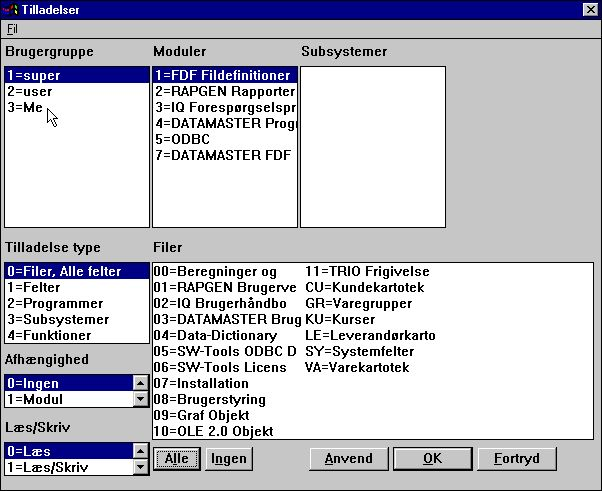 Tilladelser
Fil
Brugergruppe
1=super
2=user
3=Me
Moduler
1=FDF Fildefinitioner
2=RAPGEN Rapporter
3=IQ Forespørgselspr
4=DATAMASTER Prog
5=ODBC
7=DATAMASTER FDF
Subsystemer
Tilladelse type
0=Filer, Alle felter
1=Felter
2=Programmer
3=Subsystemer
4=Funktioner
Afhængighed
0=Ingen
1=Modul
Læs/Skriv
0=Læs
1=Læs/Skriv
Filer
00=Beregninger og
01=RAPGEN Brugerve
02=IQ Brugerhåndbo
03=DATAMASTER Brug
04=Data-Dictionary
05=SW-Tools ODBC D
06=SW-Tools Licens
07=Installation
08=Brugerstyring
09=Graf Objekt
10=OLE 2.0 Objekt
11=TRIO Frigivelse
CU=Kundekartotek
GR=Varegrupper
KU=Kurser
LE=Leverandørkarto
SY=Systemfelter
VA=Varekartotek
Alle
Ingen
Anvend
OK
Fortryd